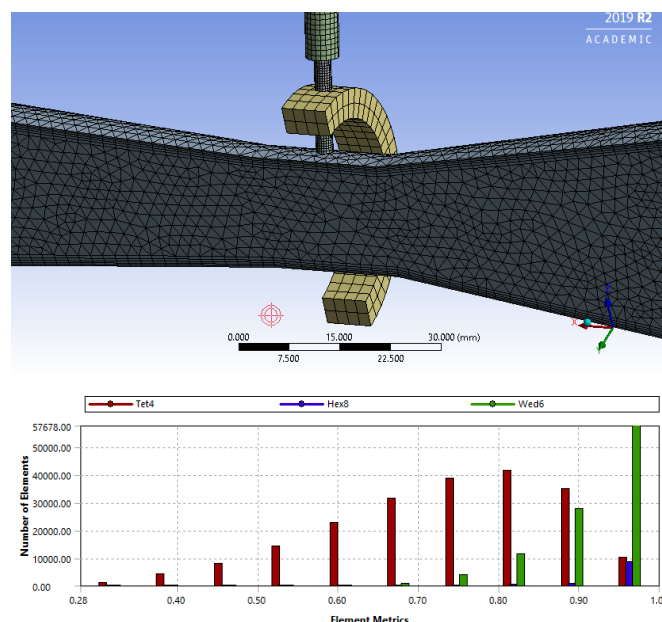 2019 R2
ACADEMIC
X
0.000 15.000 30.000 (mm)
7.500 22.500
Tet4 Hex8 Wed6
57678.00
50000.00
40000.00
30000.00
20000.00
10000.00
0.00
Number of Elements
0.28 0.40 0.50 0.60 0.70 0.80 0.90 1.0
Element Metrics